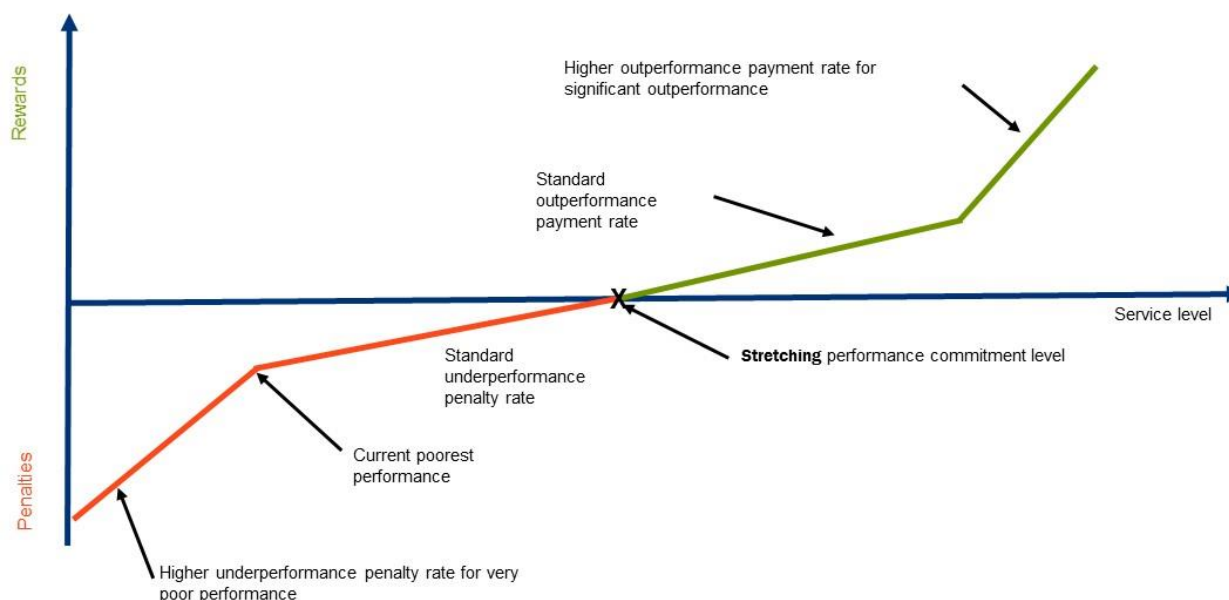 Rewards
Higher outperformance payment rate for
significant outperformance
Standard
outperformance
payment rate
X
Service level
Stretching performance commitment level
Standard
underperformance
penalty rate
Current poorest
performance
Penalties
Higher underperformance penalty rate for very
poor performance